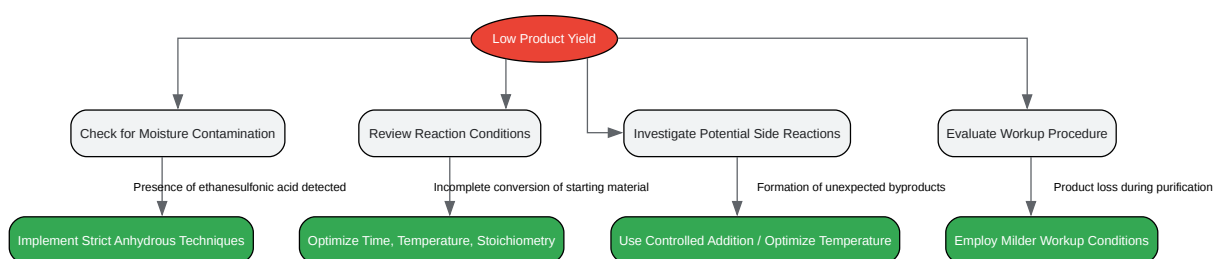 Low Product Yield
Check for Moisture Contamination
Review Reaction Conditions
Investigate Potential Side Reactions
Evaluate Workup Procedure
Presence of ethanesulfonic acid detected
Incomplete conversion of starting material
Formation of unexpected byproducts
Product loss during purification
Implement Strict Anhydrous Techniques
Optimize Time, Temperature, Stoichiometry
Use Controlled Addition / Optimize Temperature
Employ Milder Workup Conditions